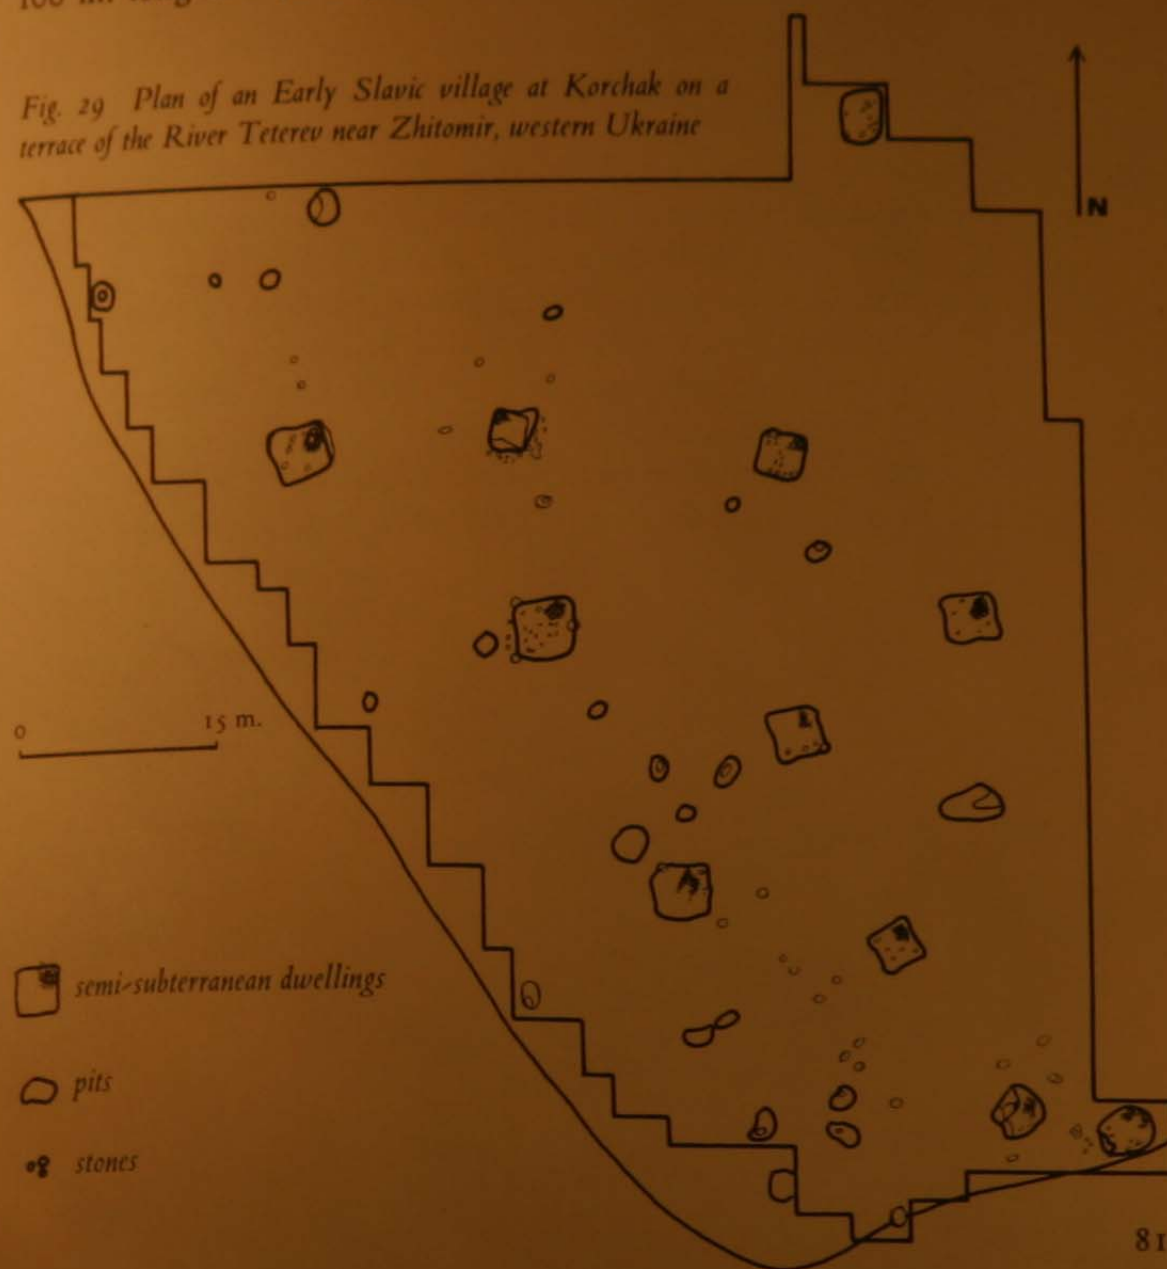 Fig. 29 Plan of an Early Slavic village at Korchak on a
terrace of the River Teterev near Zhitomir, western Ukraine
N
0 15 m.
semi-subterranean dwellings
pits
stones
81